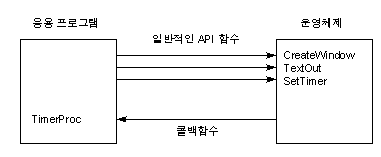 응용 프로그램
운영체제
일반적인 API 함수
CreateWindow
TextOut
SetTimer
TimerProc
콜백함수